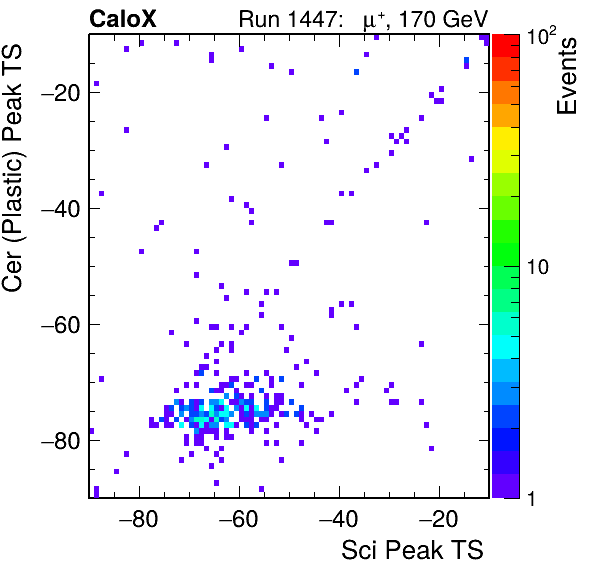 CaloX Run 1447: μ⁺, 170 GeV
Cer (Plastic) Peak TS
−20
−40
−60
−80
−80 −60 −40 −20
Sci Peak TS
10²
10
1
Events